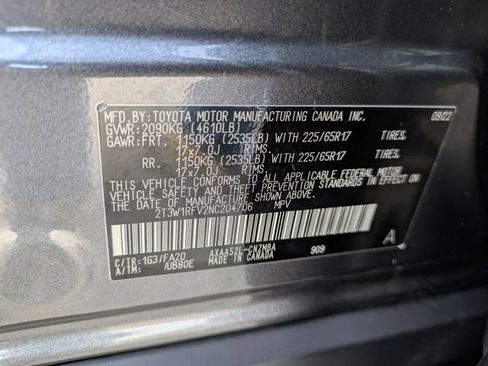 MFD.BY:TOYOTA MOTOR MANUFACTURING CANADA INC. 09/22
GVWR:2090KG (4610LB)
GAWR:FRT. 1150KG (2535LB) WITH 225/65R17 TIRES.
17x7.0J RIMS.
RR. 1150KG (2535LB) WITH 225/65R17 TIRES.
17x7.0J RIMS.
THIS VEHICLE CONFORMS TO ALL APPLICABLE FEDERAL MOTOR
VEHICLE SAFETY AND THEFT PREVENTION STANDARDS IN EFFECT ON
THE DATE OF MANUFACTURE SHOWN ABOVE.
2T3W1RFV2NC204706 MPV
C/TR:1G3/FA20 AXAA52L-CNZMBA 909 A
A/TM: /UB80E MADE IN CANADA